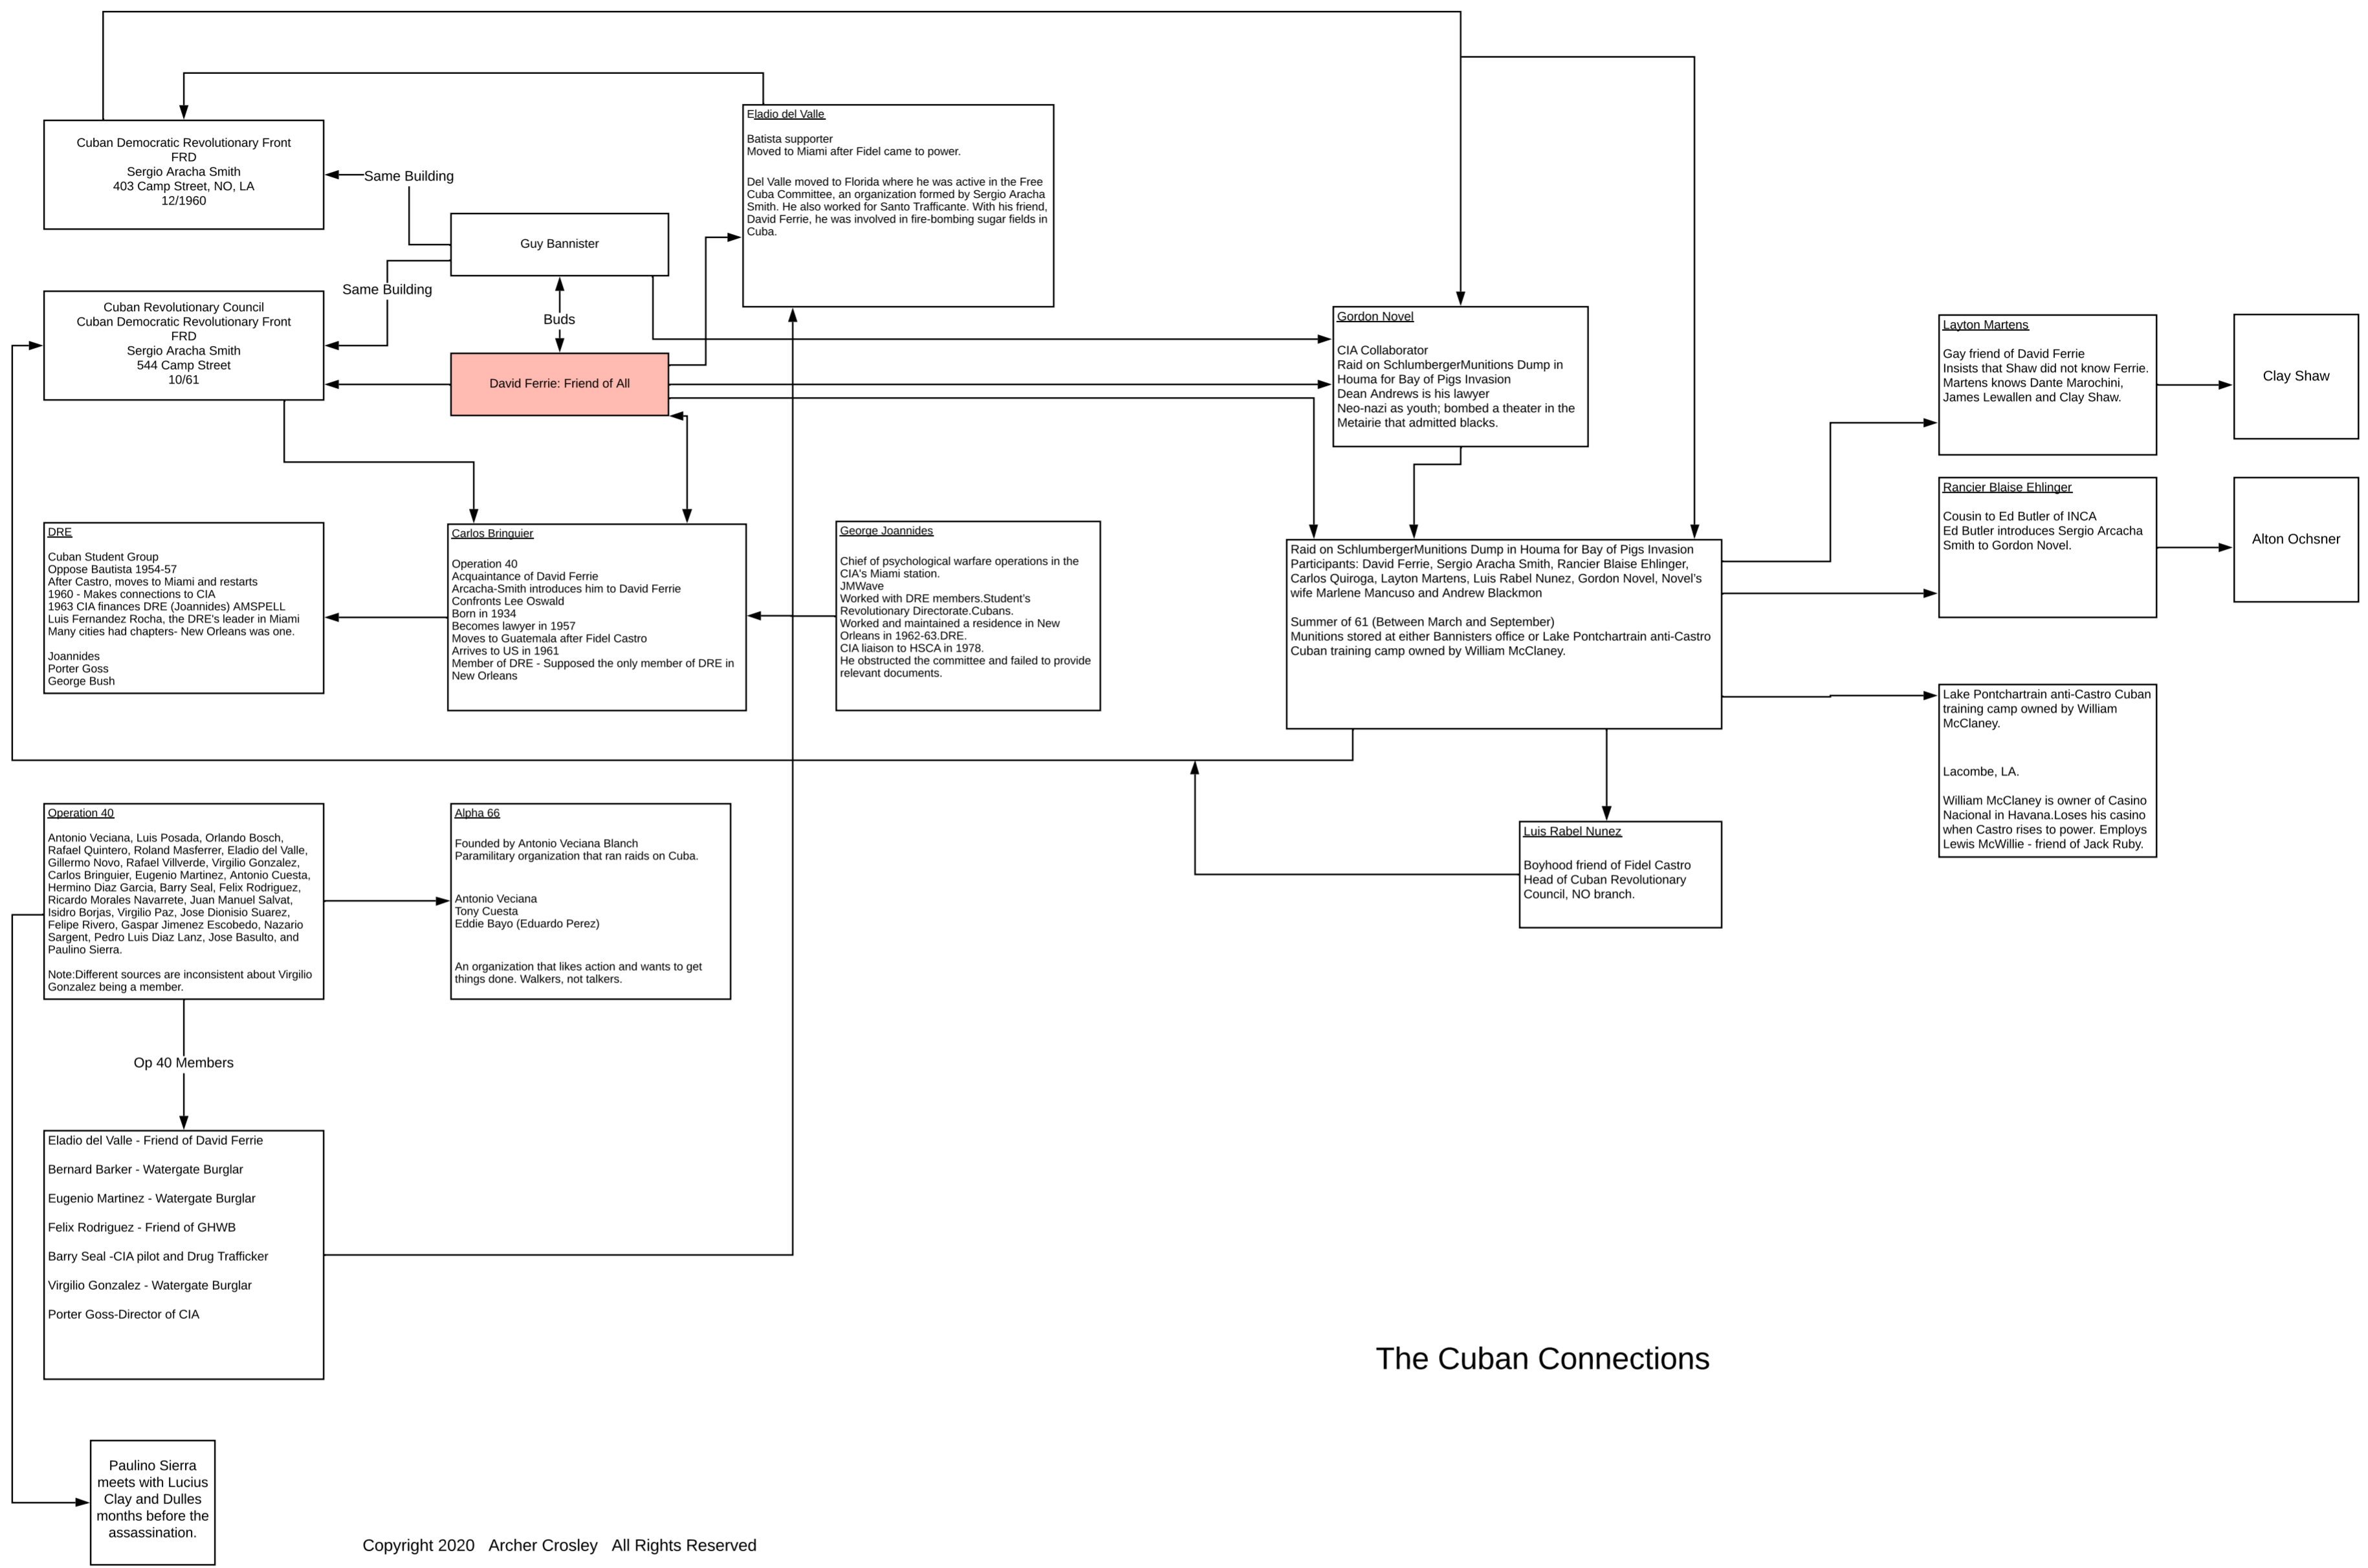 Cuban Democratic Revolutionary Front
FRD
Sergio Aracha Smith
403 Camp Street, NO, LA
12/1960
Same Building
Guy Bannister
Same Building
Eladio del Valle
Batista supporter
Moved to Miami after Fidel came to power.
Del Valle moved to Florida where he was active in the Free
Cuba Committee, an organization formed by Sergio Aracha
Smith. He also worked for Santo Trafficante. With his friend,
David Ferrie, he was involved in fire-bombing sugar fields in
Cuba.
Cuban Revolutionary Council
Cuban Democratic Revolutionary Front
FRD
Sergio Aracha Smith
544 Camp Street
10/61
Buds
David Ferrie: Friend of All
Gordon Novel
CIA Collaborator
Raid on SchlumbergerMunitions Dump in
Houma for Bay of Pigs Invasion
Dean Andrews is his lawyer
Neo-nazi as youth; bombed a theater in the
Metairie that admitted blacks.
Layton Martens
Gay friend of David Ferrie
Insists that Shaw did not know Ferrie.
Martens knows Dante Marochini,
James Lewallen and Clay Shaw.
Clay Shaw
Rancier Blaise Ehlinger
Cousin to Ed Butler of INCA
Ed Butler introduces Sergio Arcacha
Smith to Gordon Novel.
Alton Ochsner
DRE
Cuban Student Group
Oppose Bautista 1954-57
After Castro, moves to Miami and restarts
1960 - Makes connections to CIA
1963 CIA finances DRE (Joannides) AMSPELL
Luis Fernandez Rocha, the DRE's leader in Miami
Many cities had chapters- New Orleans was one.
Joannides
Porter Goss
George Bush
Carlos Bringuier
Operation 40
Acquaintance of David Ferrie
Arcacha-Smith introduces him to David Ferrie
Confronts Lee Oswald
Born in 1934
Becomes lawyer in 1957
Moves to Guatemala after Fidel Castro
Arrives to US in 1961
Member of DRE - Supposed the only member of DRE in
New Orleans
George Joannides
Chief of psychological warfare operations in the
CIA's Miami station.
JMWave
Worked with DRE members.Student's
Revolutionary Directorate.Cubans.
Worked and maintained a residence in New
Orleans in 1962-63.DRE.
CIA liaison to HSCA in 1978.
He obstructed the committee and failed to provide
relevant documents.
Raid on SchlumbergerMunitions Dump in Houma for Bay of Pigs Invasion
Participants: David Ferrie, Sergio Aracha Smith, Rancier Blaise Ehlinger,
Carlos Quiroga, Layton Martens, Luis Rabel Nunez, Gordon Novel, Novel's
wife Marlene Mancuso and Andrew Blackmon
Summer of 61 (Between March and September)
Munitions stored at either Bannisters office or Lake Pontchartrain anti-Castro
Cuban training camp owned by William McClaney.
Lake Pontchartrain anti-Castro Cuban
training camp owned by William
McClaney.
Lacombe, LA.
William McClaney is owner of Casino
Nacional in Havana.Loses his casino
when Castro rises to power. Employs
Lewis McWillie - friend of Jack Ruby.
Luis Rabel Nunez
Boyhood friend of Fidel Castro
Head of Cuban Revolutionary
Council, NO branch.
Operation 40
Antonio Veciana, Luis Posada, Orlando Bosch,
Rafael Quintero, Roland Masferrer, Eladio del Valle,
Gillermo Novo, Rafael Villverde, Virgilio Gonzalez,
Carlos Bringuier, Eugenio Martinez, Antonio Cuesta,
Hermino Diaz Garcia, Barry Seal, Felix Rodriguez,
Ricardo Morales Navarrete, Juan Manuel Salvat,
Isidro Borjas, Virgilio Paz, Jose Dionisio Suarez,
Felipe Rivero, Gaspar Jimenez Escobedo, Nazario
Sargent, Pedro Luis Diaz Lanz, Jose Basulto, and
Paulino Sierra.
Note:Different sources are inconsistent about Virgilio
Gonzalez being a member.
Alpha 66
Founded by Antonio Veciana Blanch
Paramilitary organization that ran raids on Cuba.
Antonio Veciana
Tony Cuesta
Eddie Bayo (Eduardo Perez)
An organization that likes action and wants to get
things done. Walkers, not talkers.
Op 40 Members
Eladio del Valle - Friend of David Ferrie
Bernard Barker - Watergate Burglar
Eugenio Martinez - Watergate Burglar
Felix Rodriguez - Friend of GHWB
Barry Seal -CIA pilot and Drug Trafficker
Virgilio Gonzalez - Watergate Burglar
Porter Goss-Director of CIA
The Cuban Connections
Paulino Sierra
meets with Lucius
Clay and Dulles
months before the
assassination.
Copyright 2020 Archer Crosley All Rights Reserved